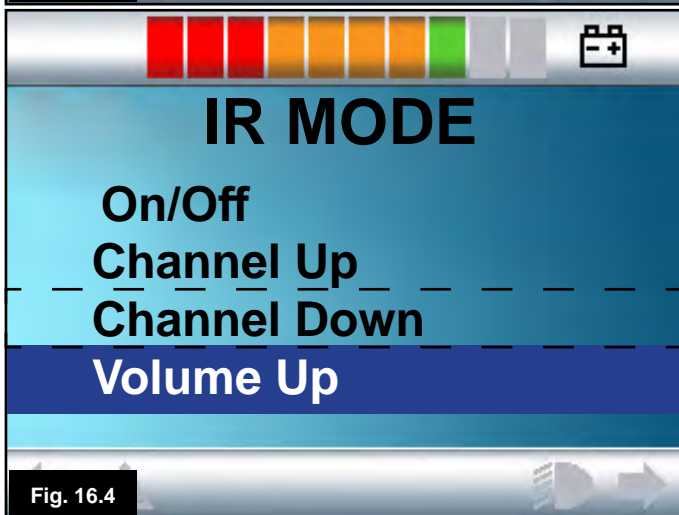 IR MODE
On/Off
Channel Up
Channel Down
Volume Up
Fig. 16.4